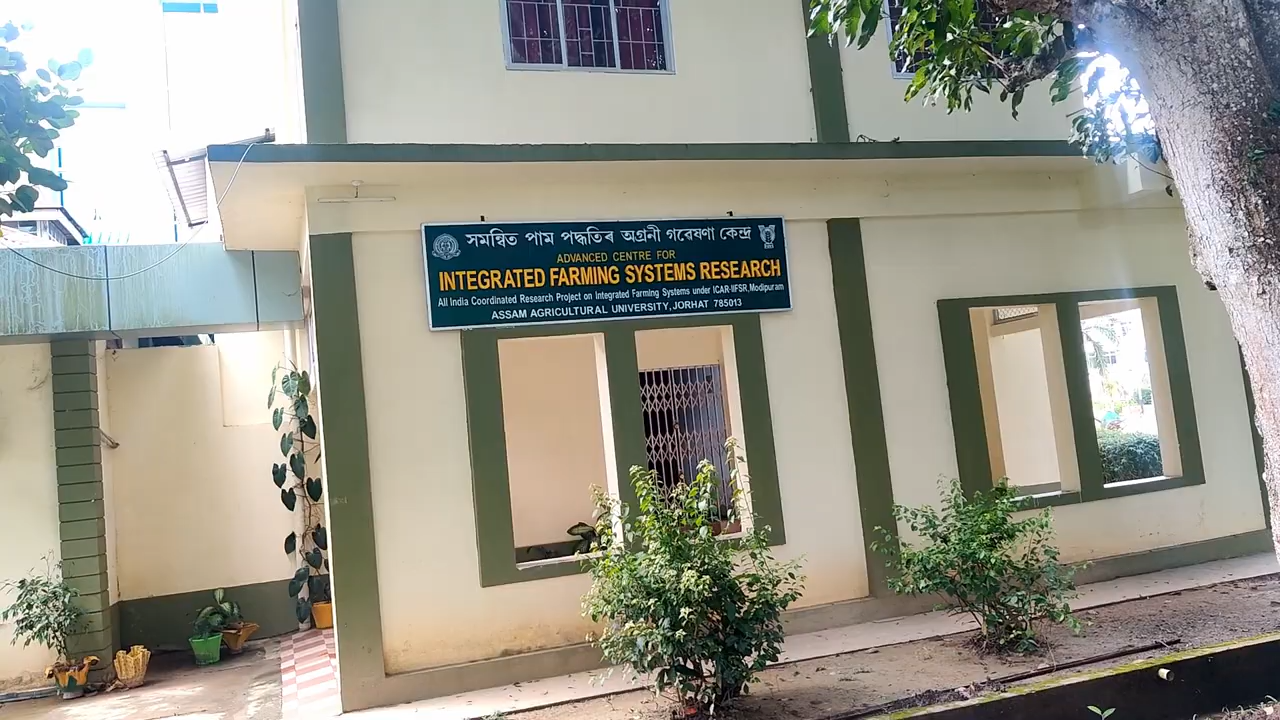 সমন্বিত পাম পদ্ধতিৰ অগ্ৰনী গৱেষণা কেন্দ্ৰ
ADVANCED CENTRE FOR
INTEGRATED FARMING SYSTEMS RESEARCH
All India Coordinated Research Project on Integrated Farming Systems under ICAR-IIFSR, Modipuram
ASSAM AGRICULTURAL UNIVERSITY, JORHAT 785013